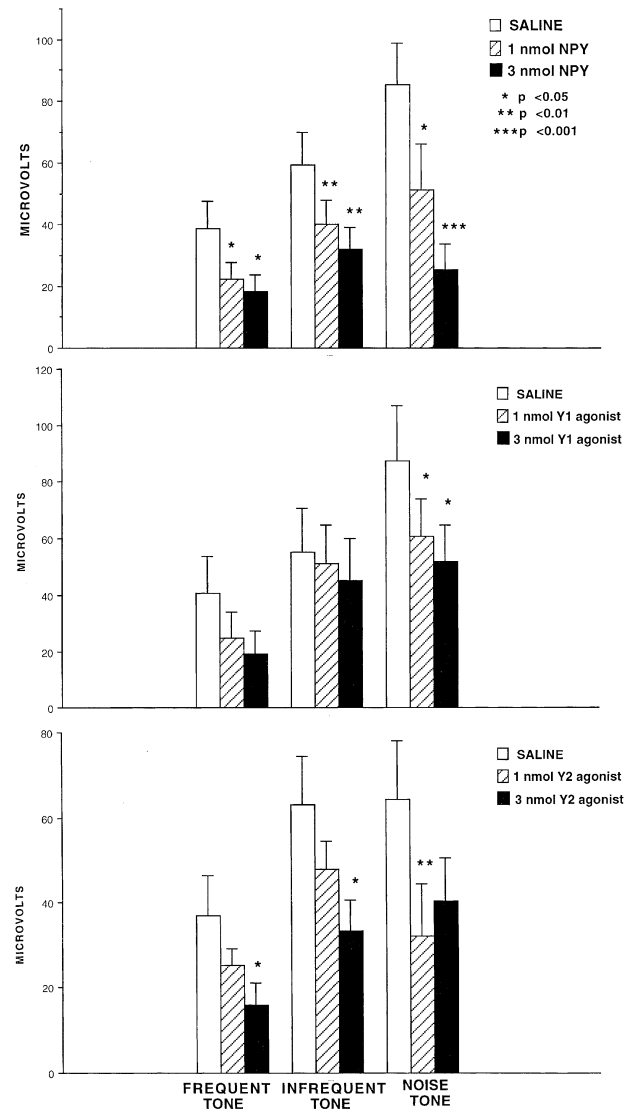 SALINE
1 nmol NPY
3 nmol NPY
* p <0.05
** p <0.01
***p <0.001
MICROVOLTS
100
80
60
40
20
0
*
*
**
**
*
***
SALINE
1 nmol Y1 agonist
3 nmol Y1 agonist
MICROVOLTS
120
100
80
60
40
20
0
*
*
SALINE
1 nmol Y2 agonist
3 nmol Y2 agonist
MICROVOLTS
80
60
40
20
0
*
*
**
FREQUENT INFREQUENT NOISE
TONE TONE TONE